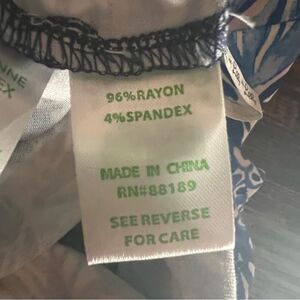 96%RAYON
4%SPANDEX
MADE IN CHINA
RN#88189
SEE REVERSE
FOR CARE